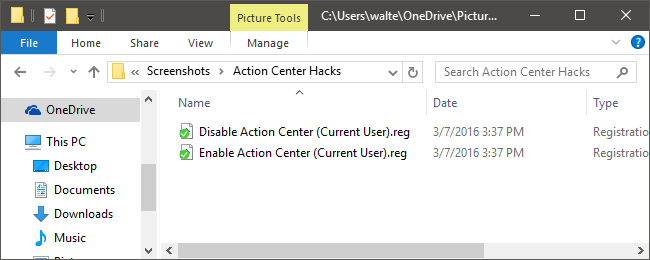 Picture Tools
C:\Users\walte\OneDrive\Pictur...
File
Home
Share
View
Manage
« Screenshots > Action Center Hacks
Search Action Center Hacks
Name
Date
Type
OneDrive
Disable Action Center (Current User).reg
3/7/2016 3:37 PM
Registratio
This PC
Enable Action Center (Current User).reg
3/7/2016 3:37 PM
Registratio
Desktop
Documents
Downloads
Music